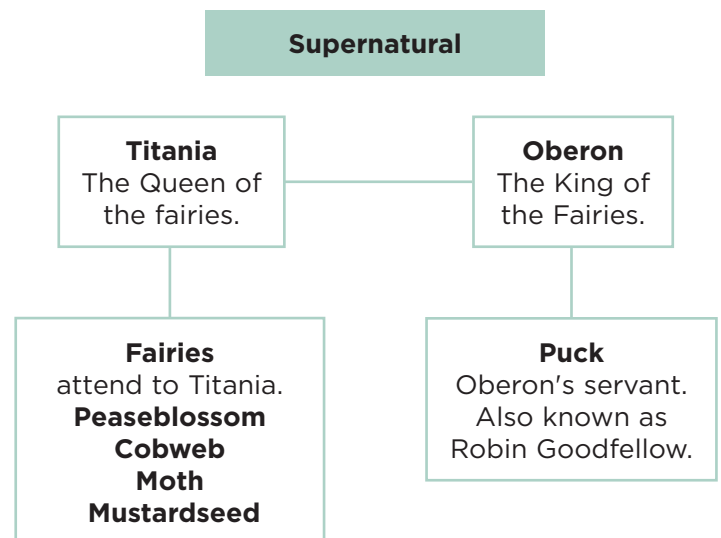 Supernatural
Titania
The Queen of
the fairies.
Oberon
The King of
the Fairies.
Fairies
attend to Titania.
Peaseblossom
Cobweb
Moth
Mustardseed
Puck
Oberon's servant.
Also known as
Robin Goodfellow.